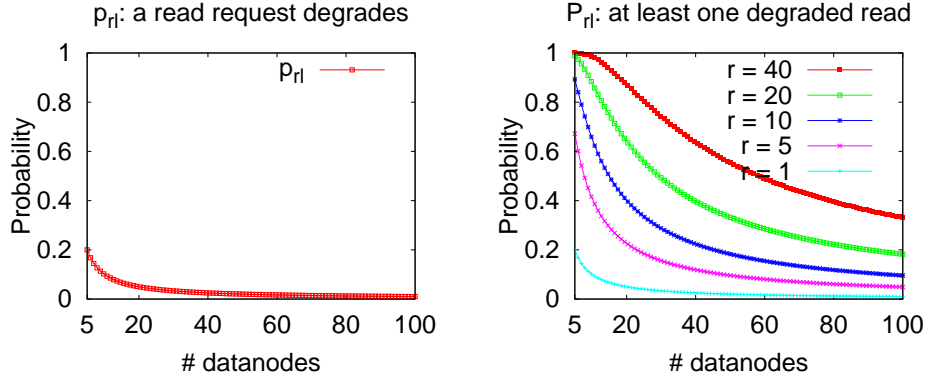 p_rl: a read request degrades
Probability
1
0.8
0.6
0.4
0.2
0
5
20
40
60
80
100
# datanodes
p_rl
P_rl: at least one degraded read
Probability
1
0.8
0.6
0.4
0.2
0
5
20
40
60
80
100
# datanodes
r = 40
r = 20
r = 10
r = 5
r = 1